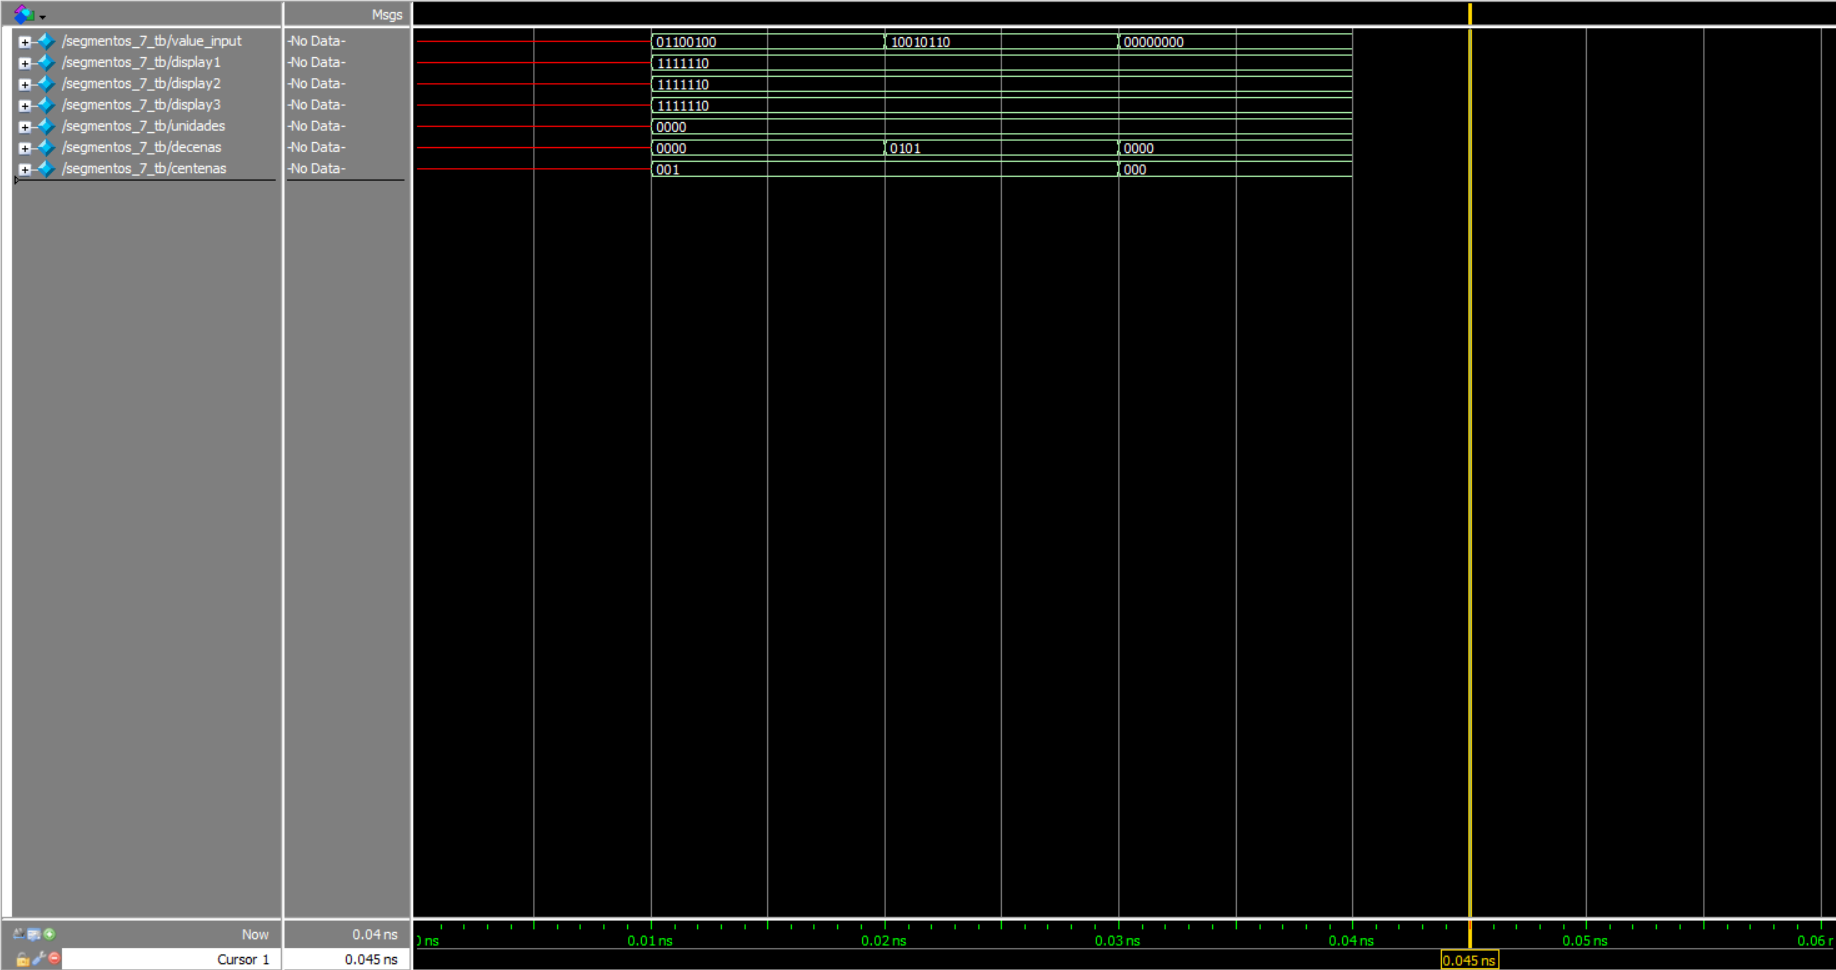 Msgs
/segmentos_7_tb/value_input -No Data- 01100100 10010110 00000000
/segmentos_7_tb/display1 -No Data- 1111110
/segmentos_7_tb/display2 -No Data- 1111110
/segmentos_7_tb/display3 -No Data- 1111110
/segmentos_7_tb/unidades -No Data- 0000
/segmentos_7_tb/decenas -No Data- 0000 0101 0000
/segmentos_7_tb/centenas -No Data- 001 000
Now 0.04 ns ns 0.01 ns 0.02 ns 0.03 ns 0.04 ns 0.05 ns 0.06
Cursor 1 0.045 ns 0.045 ns